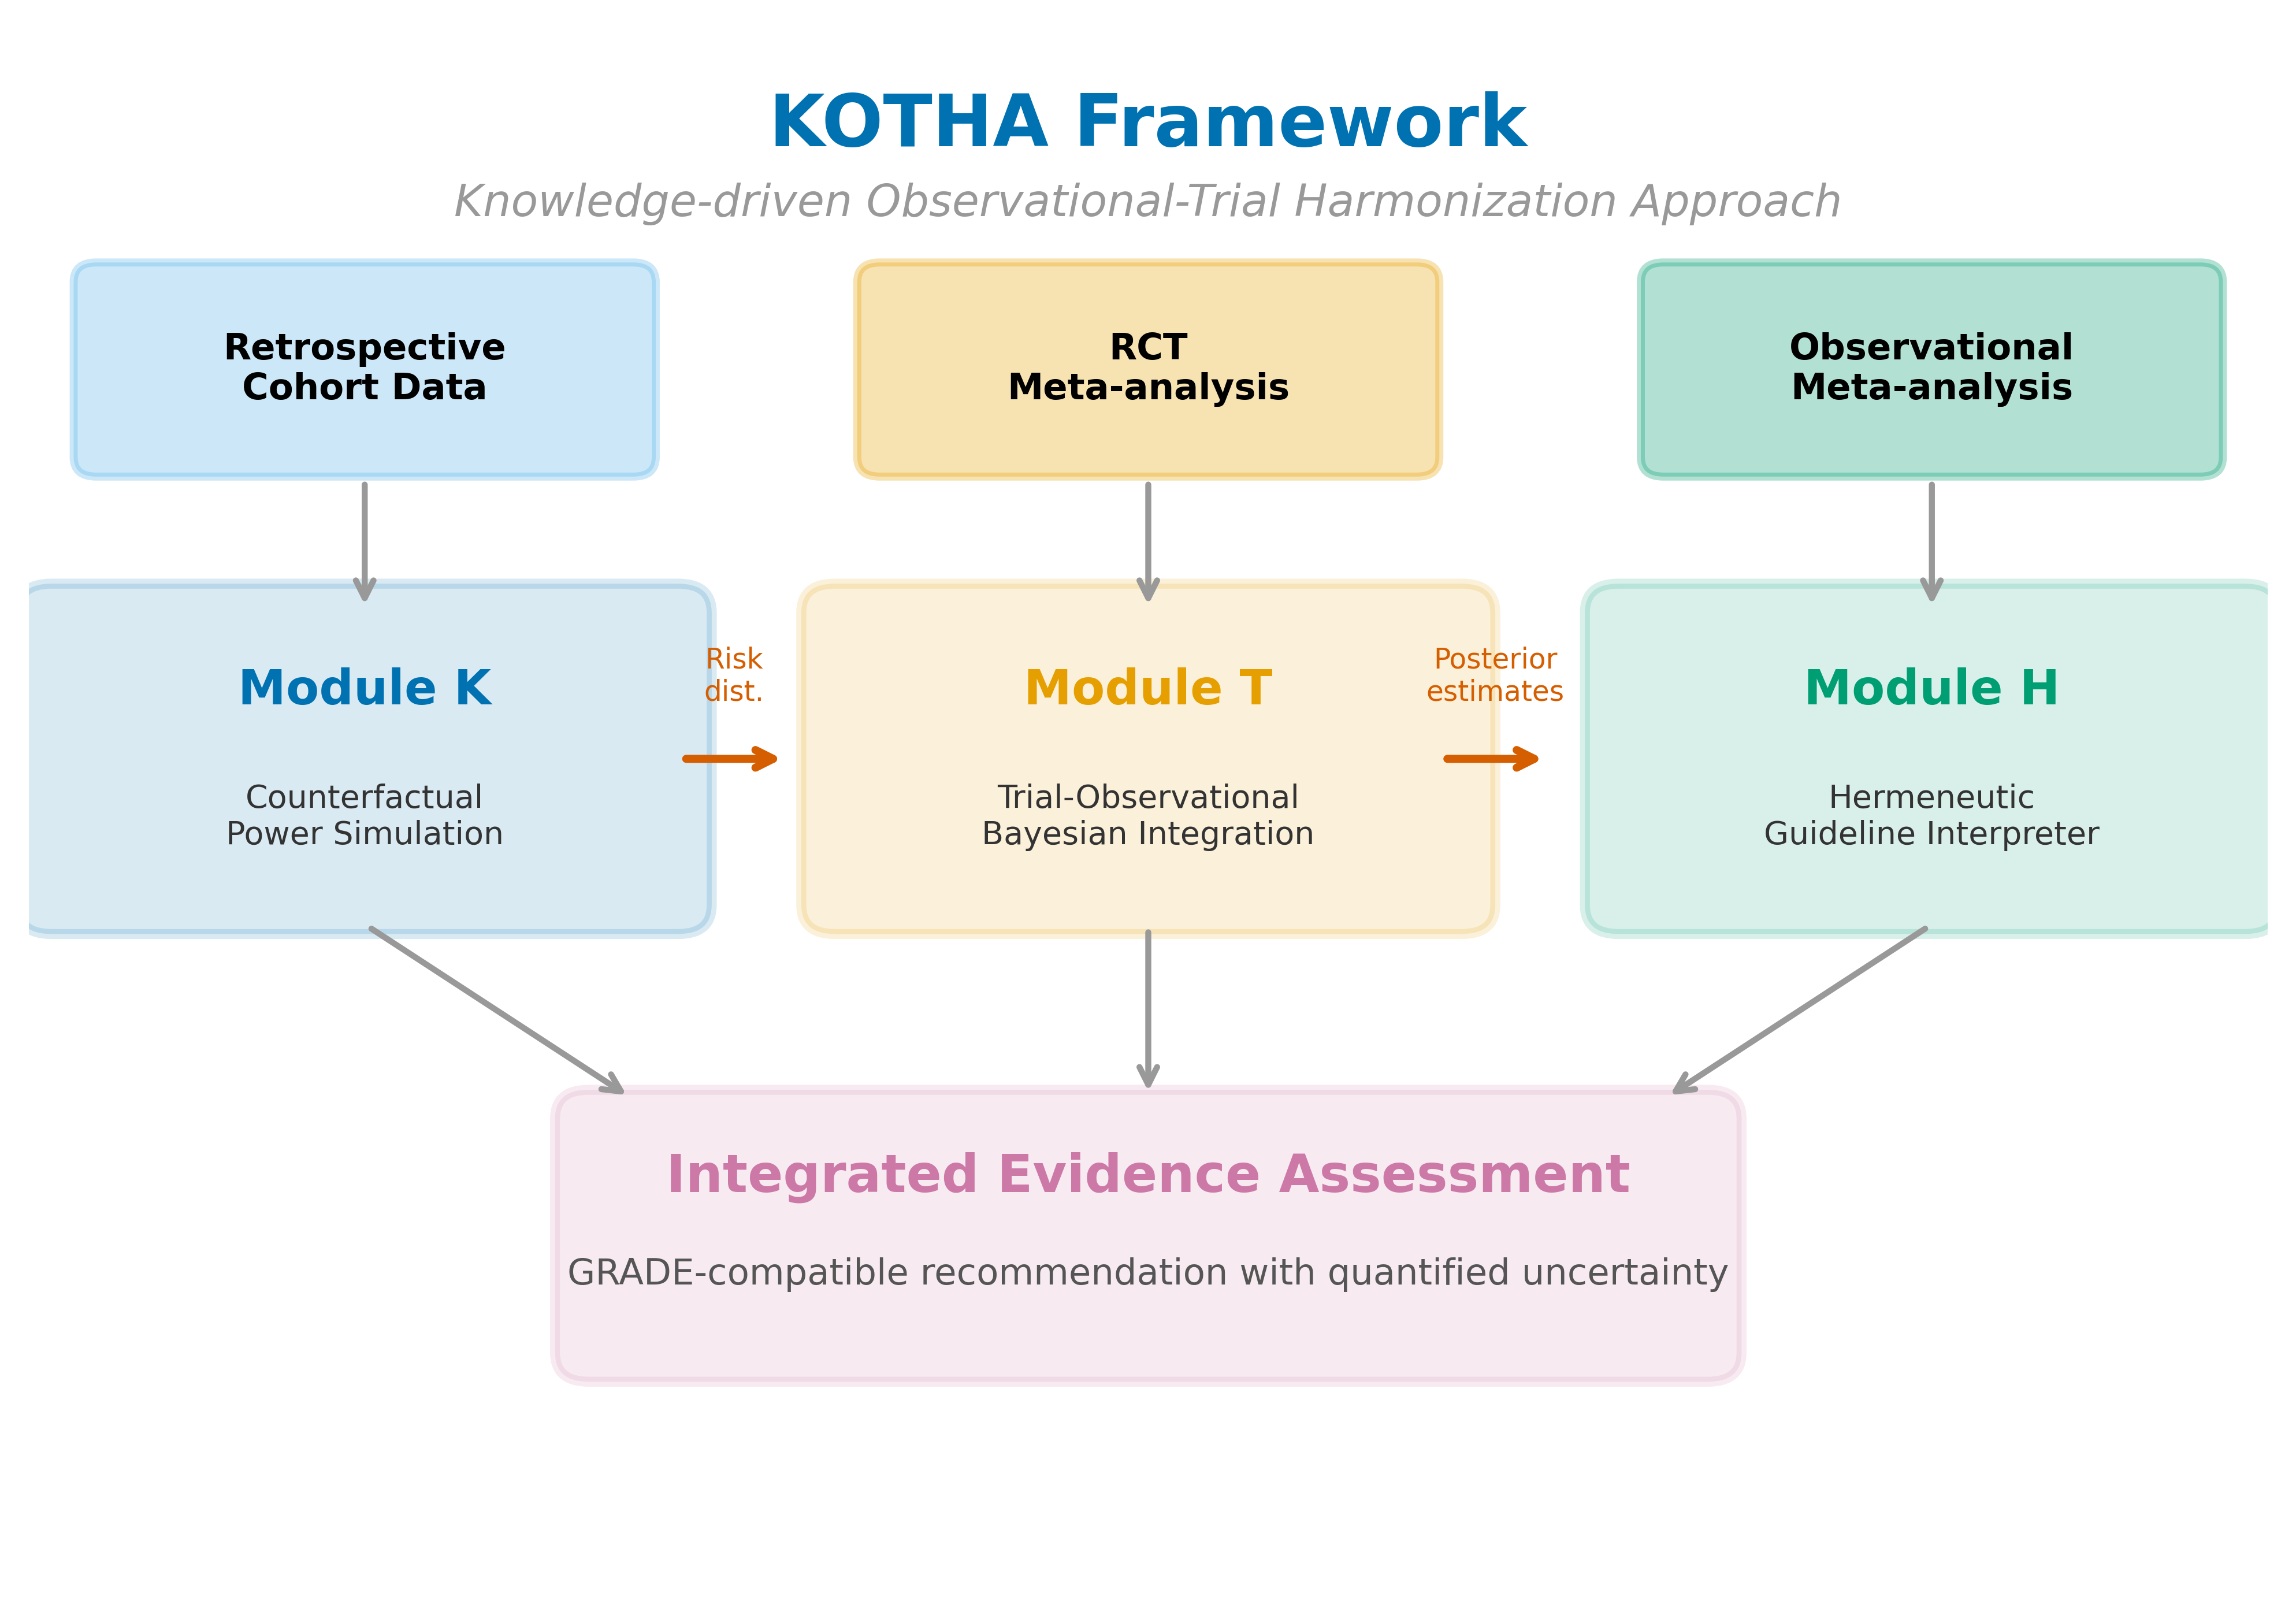 KOTHA Framework
Knowledge-driven Observational-Trial Harmonization Approach
Retrospective
Cohort Data
RCT
Meta-analysis
Observational
Meta-analysis
Module K
Counterfactual
Power Simulation
Risk
dist.
Module T
Trial-Observational
Bayesian Integration
Posterior
estimates
Module H
Hermeneutic
Guideline Interpreter
Integrated Evidence Assessment
GRADE-compatible recommendation with quantified uncertainty